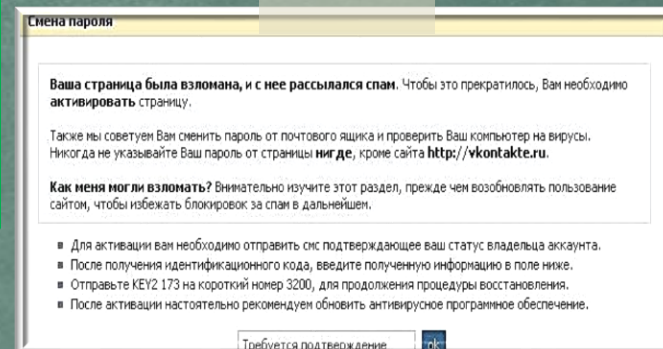 Смена пароля
Ваша страница была взломана, и с нее рассылался спам. Чтобы это прекратилось, Вам необходимо
активировать страницу.
Также мы советуем Вам сменить пароль от почтового ящика и проверить Ваш компьютер на вирусы.
Никогда не указывайте Ваш пароль от страницы нигде, кроме сайта http://vkontakte.ru.
Как меня могли взломать? Внимательно изучите этот раздел, прежде чем возобновлять пользование
сайтом, чтобы избежать блокировок за спам в дальнейшем.
Для активации вам необходимо отправить смс подтверждающее ваш статус владельца аккаунта.
После получения идентификационного кода, введите полученную информацию в поле ниже.
Отправьте KEY2 173 на короткий номер 3200, для продолжения процедуры восстановления.
После активации настоятельно рекомендуем обновить антивирусное программное обеспечение.
Требуется подтверждение ok